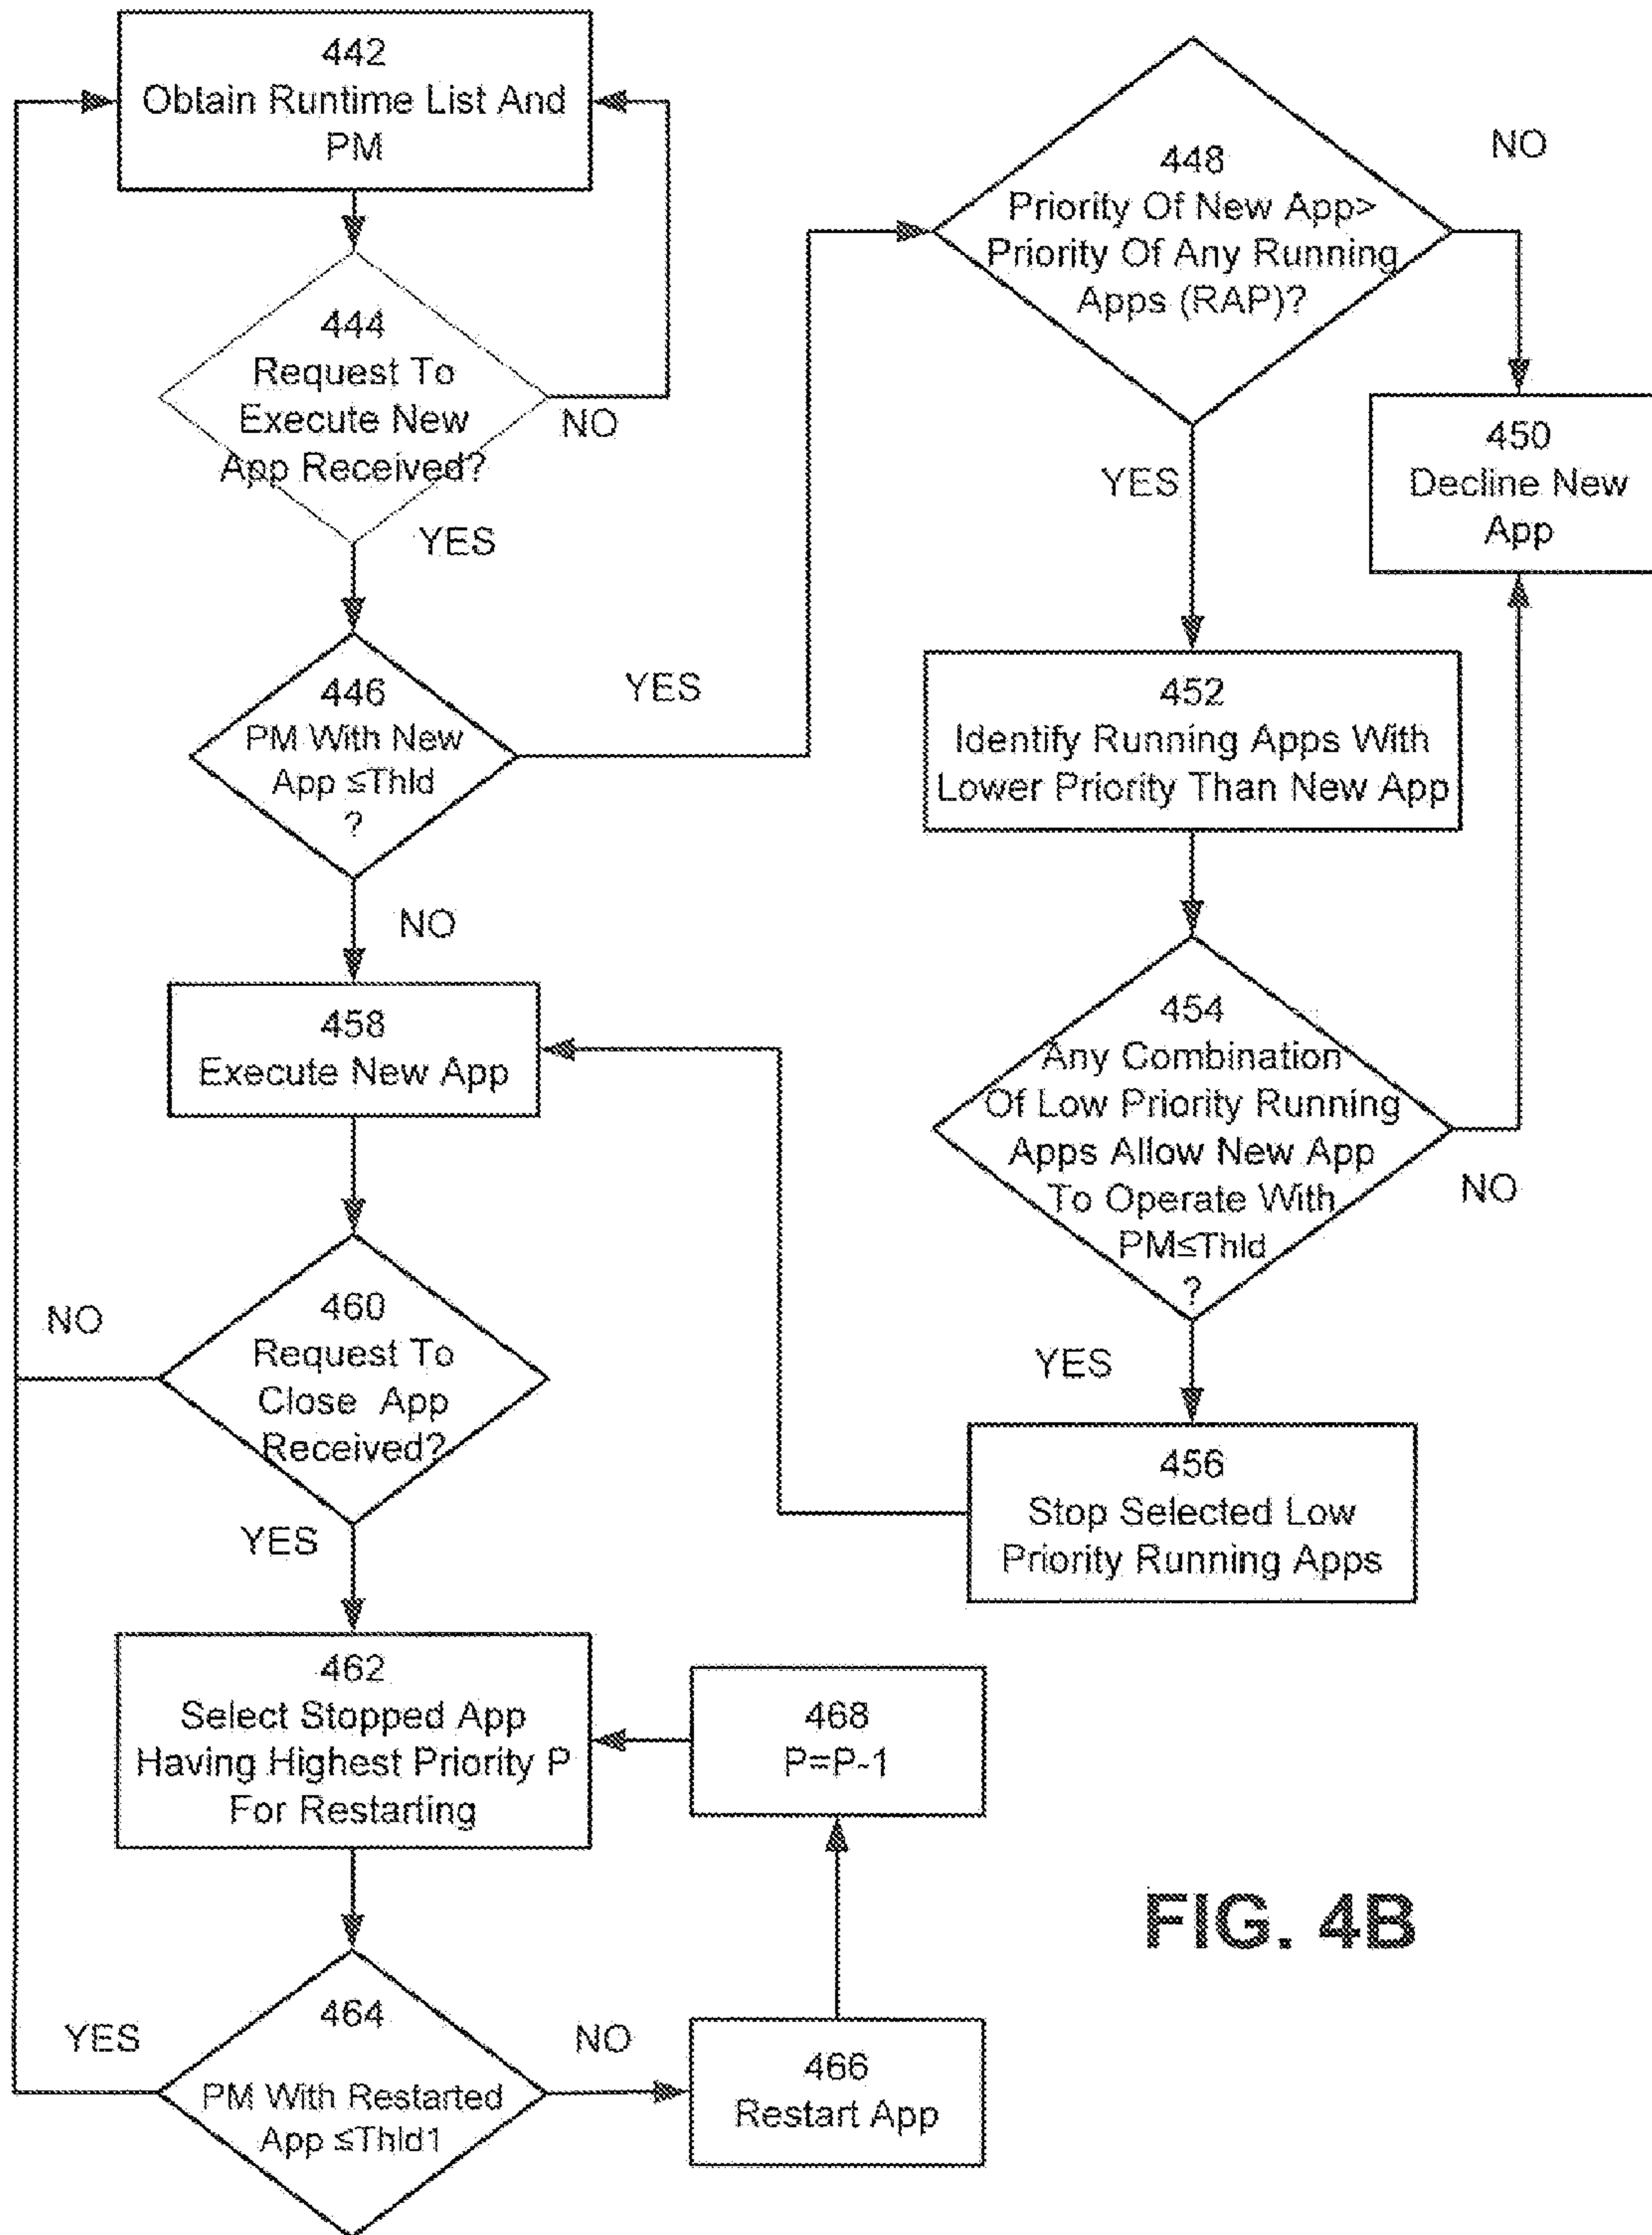 442
Obtain Runtime List And
PM
444
Request To
Execute New
App Received?
NO
YES
446
PM With New
App ≤Thld
?
YES
NO
448
Priority Of New App>
Priority Of Any Running
Apps (RAP)?
NO
YES
450
Decline New
App
452
Identify Running Apps With
Lower Priority Than New App
454
Any Combination
Of Low Priority Running
Apps Allow New App
To Operate With
PM≤Thld
?
NO
YES
456
Stop Selected Low
Priority Running Apps
458
Execute New App
460
Request To
Close App
Received?
NO
YES
462
Select Stopped App
Having Highest Priority P
For Restarting
468
P=P-1
464
PM With Restarted
App ≤Thld1
YES
NO
466
Restart App
FIG. 4B